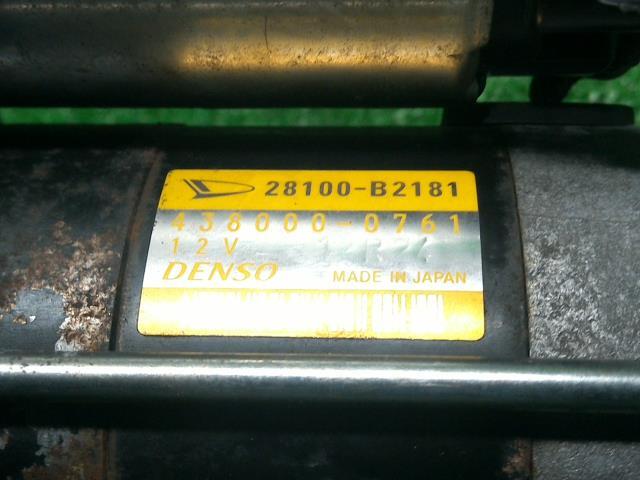 28100-B2181
438000-0761
12V
DENSO MADE IN JAPAN